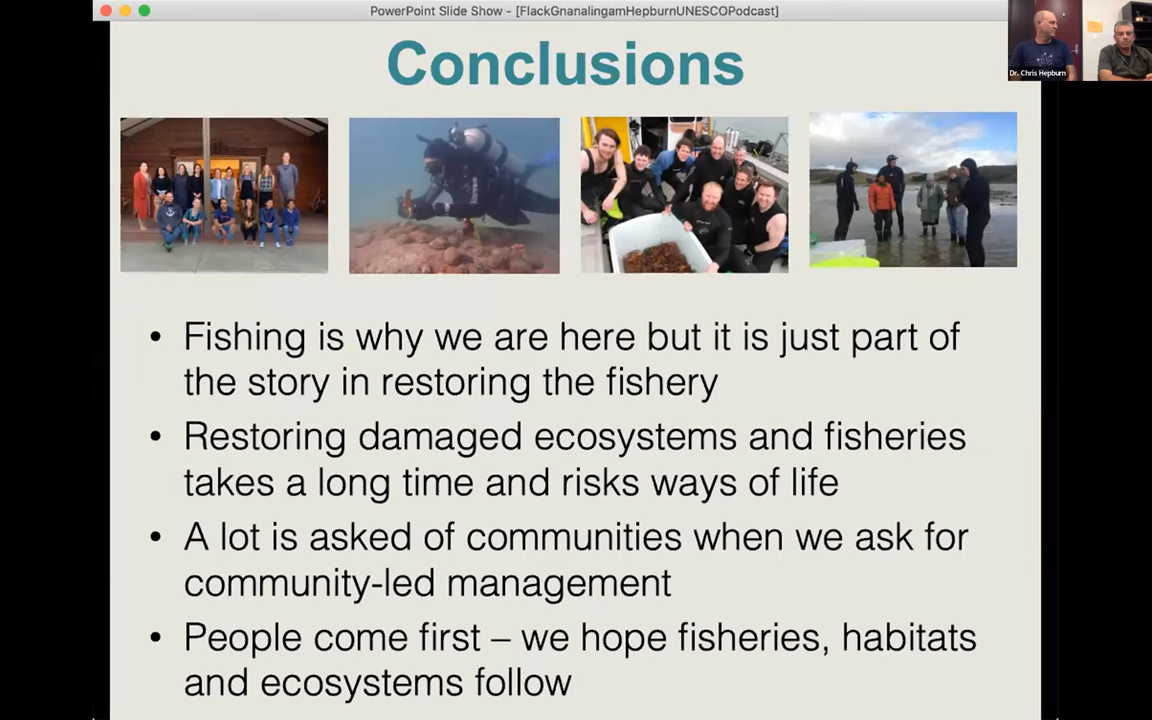 PowerPoint Slide Show - [FlackGnanalingamHepburnUNESCOPodcast]
Dr. Chris Hepburn
Conclusions
• Fishing is why we are here but it is just part of
the story in restoring the fishery
• Restoring damaged ecosystems and fisheries
takes a long time and risks ways of life
• A lot is asked of communities when we ask for
community-led management
• People come first – we hope fisheries, habitats
and ecosystems follow